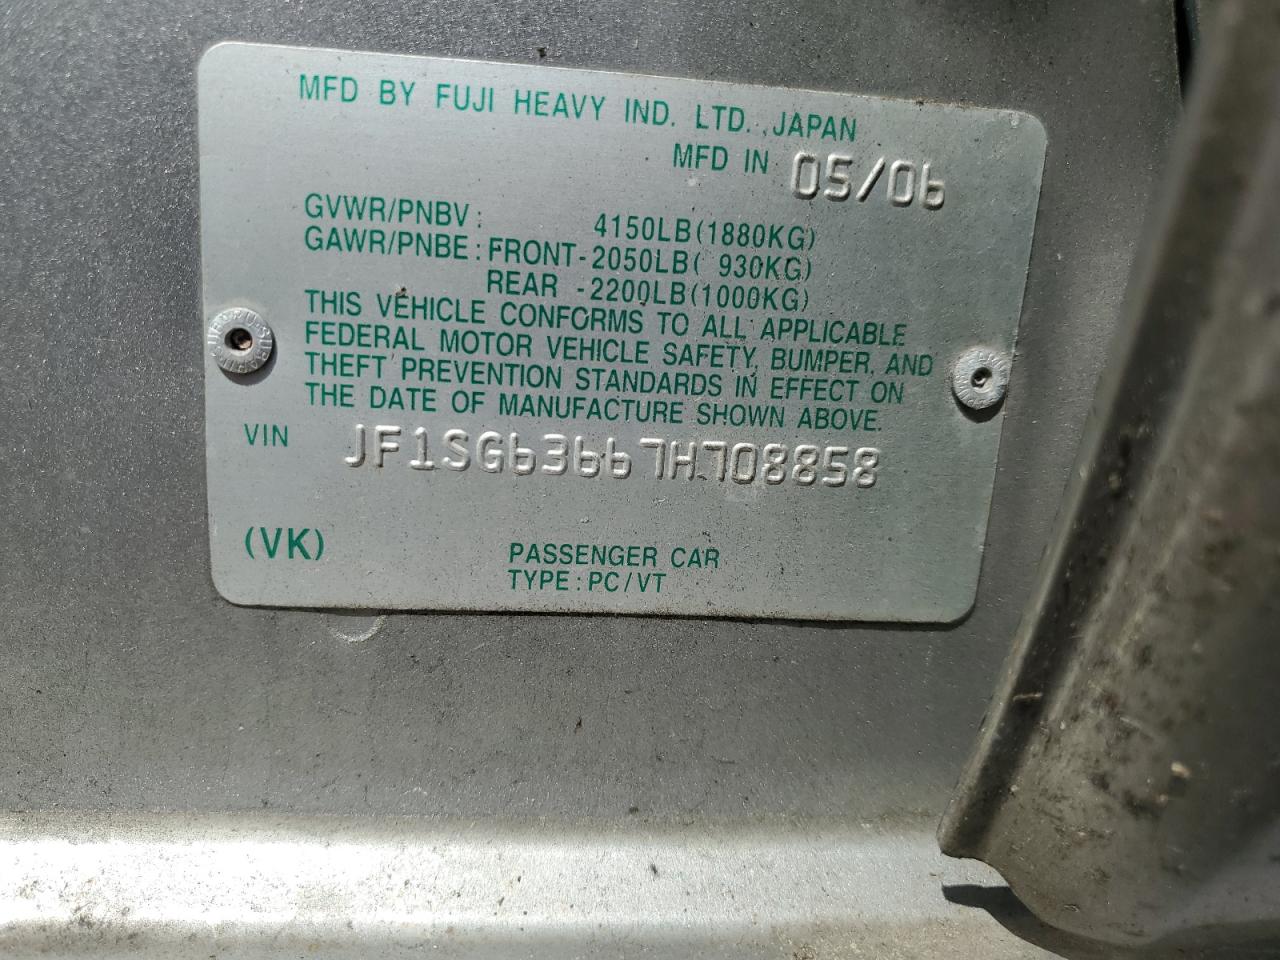 MFD BY FUJI HEAVY IND. LTD. ,JAPAN
MFD IN 05/06
GVWR/PNBV: 4150LB(1880KG)
GAWR/PNBE: FRONT-2050LB( 930KG)
REAR -2200LB(1000KG)
THIS VEHICLE CONFORMS TO ALL APPLICABLE
FEDERAL MOTOR VEHICLE SAFETY, BUMPER, AND
THEFT PREVENTION STANDARDS IN EFFECT ON
THE DATE OF MANUFACTURE SHOWN ABOVE.
VIN JF1SG63667H708858
(VK)
PASSENGER CAR
TYPE: PC/VT